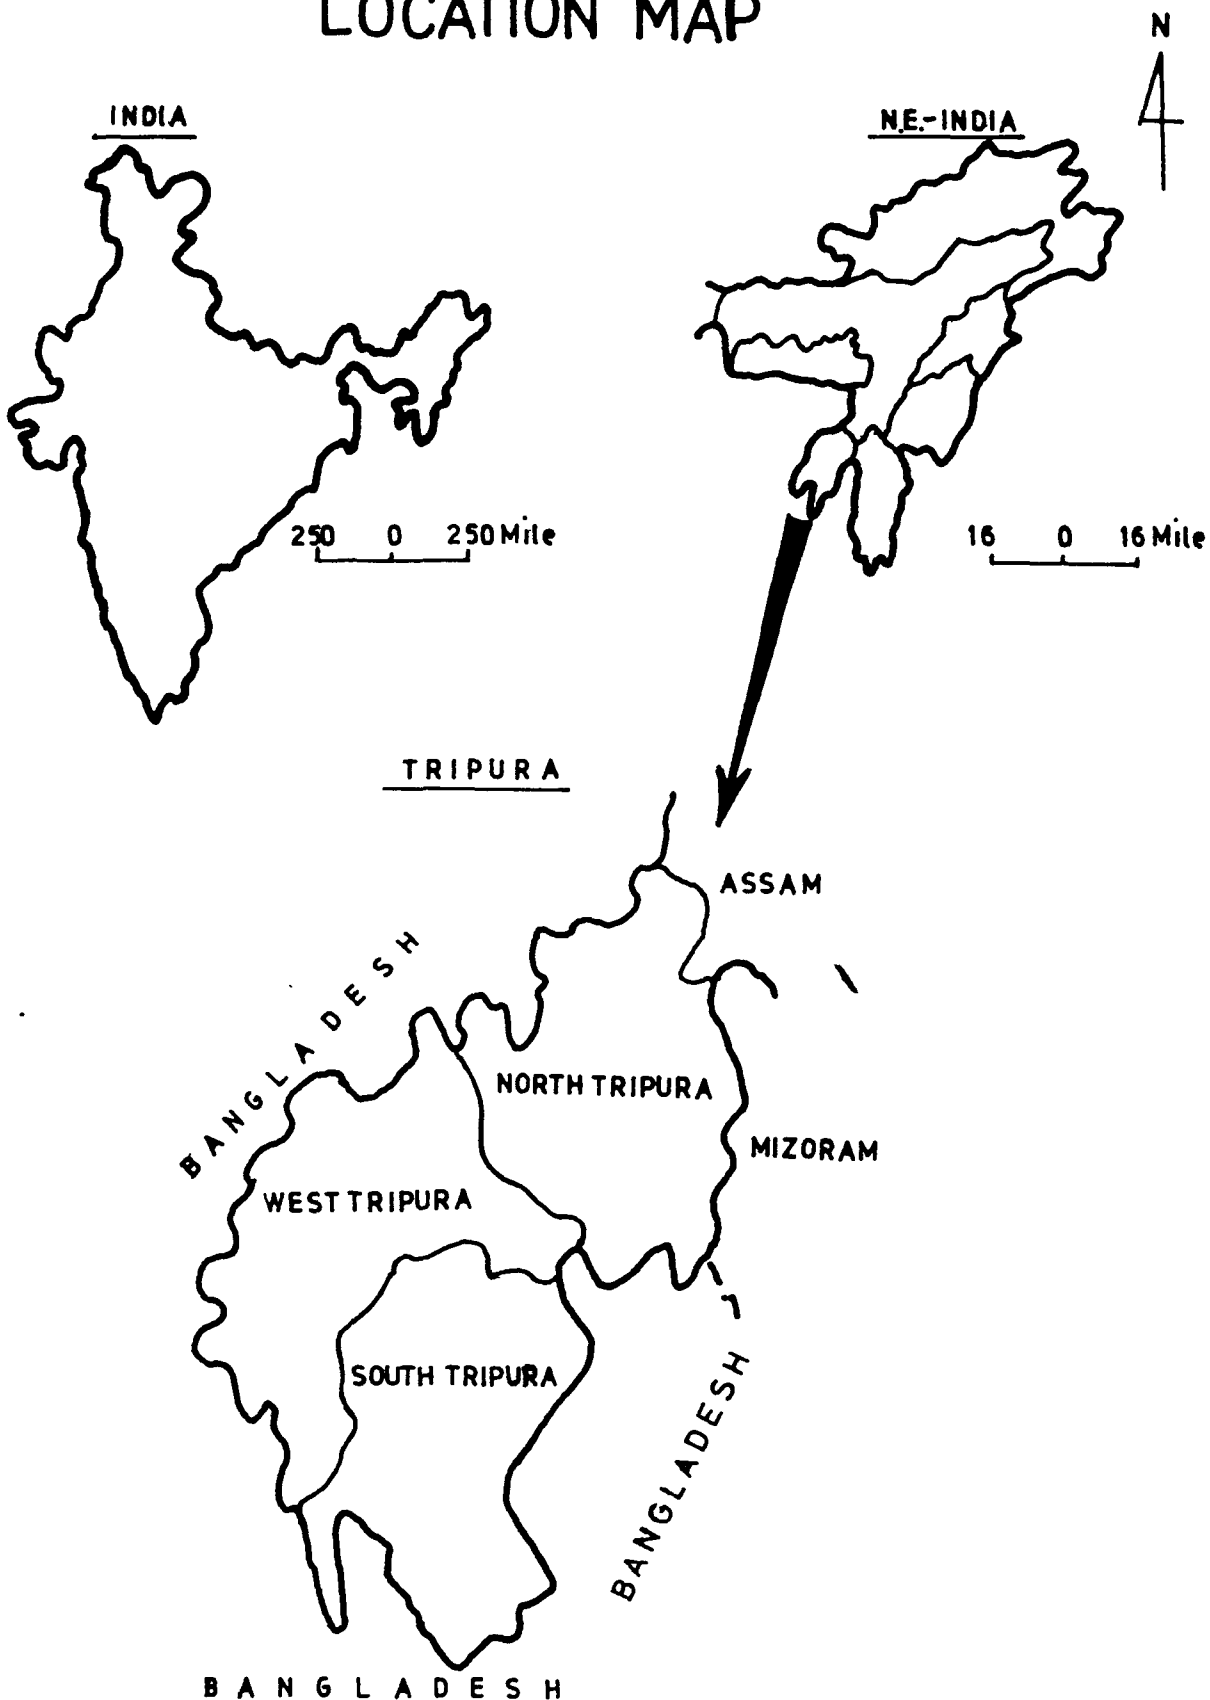 LOCATION MAP
N
INDIA
N.E.-INDIA
250 0 250 Mile
16 0 16 Mile
TRIPURA
ASSAM
BANGLADESH
NORTH TRIPURA
MIZORAM
WEST TRIPURA
SOUTH TRIPURA
BANGLADESH
BANGLADESH